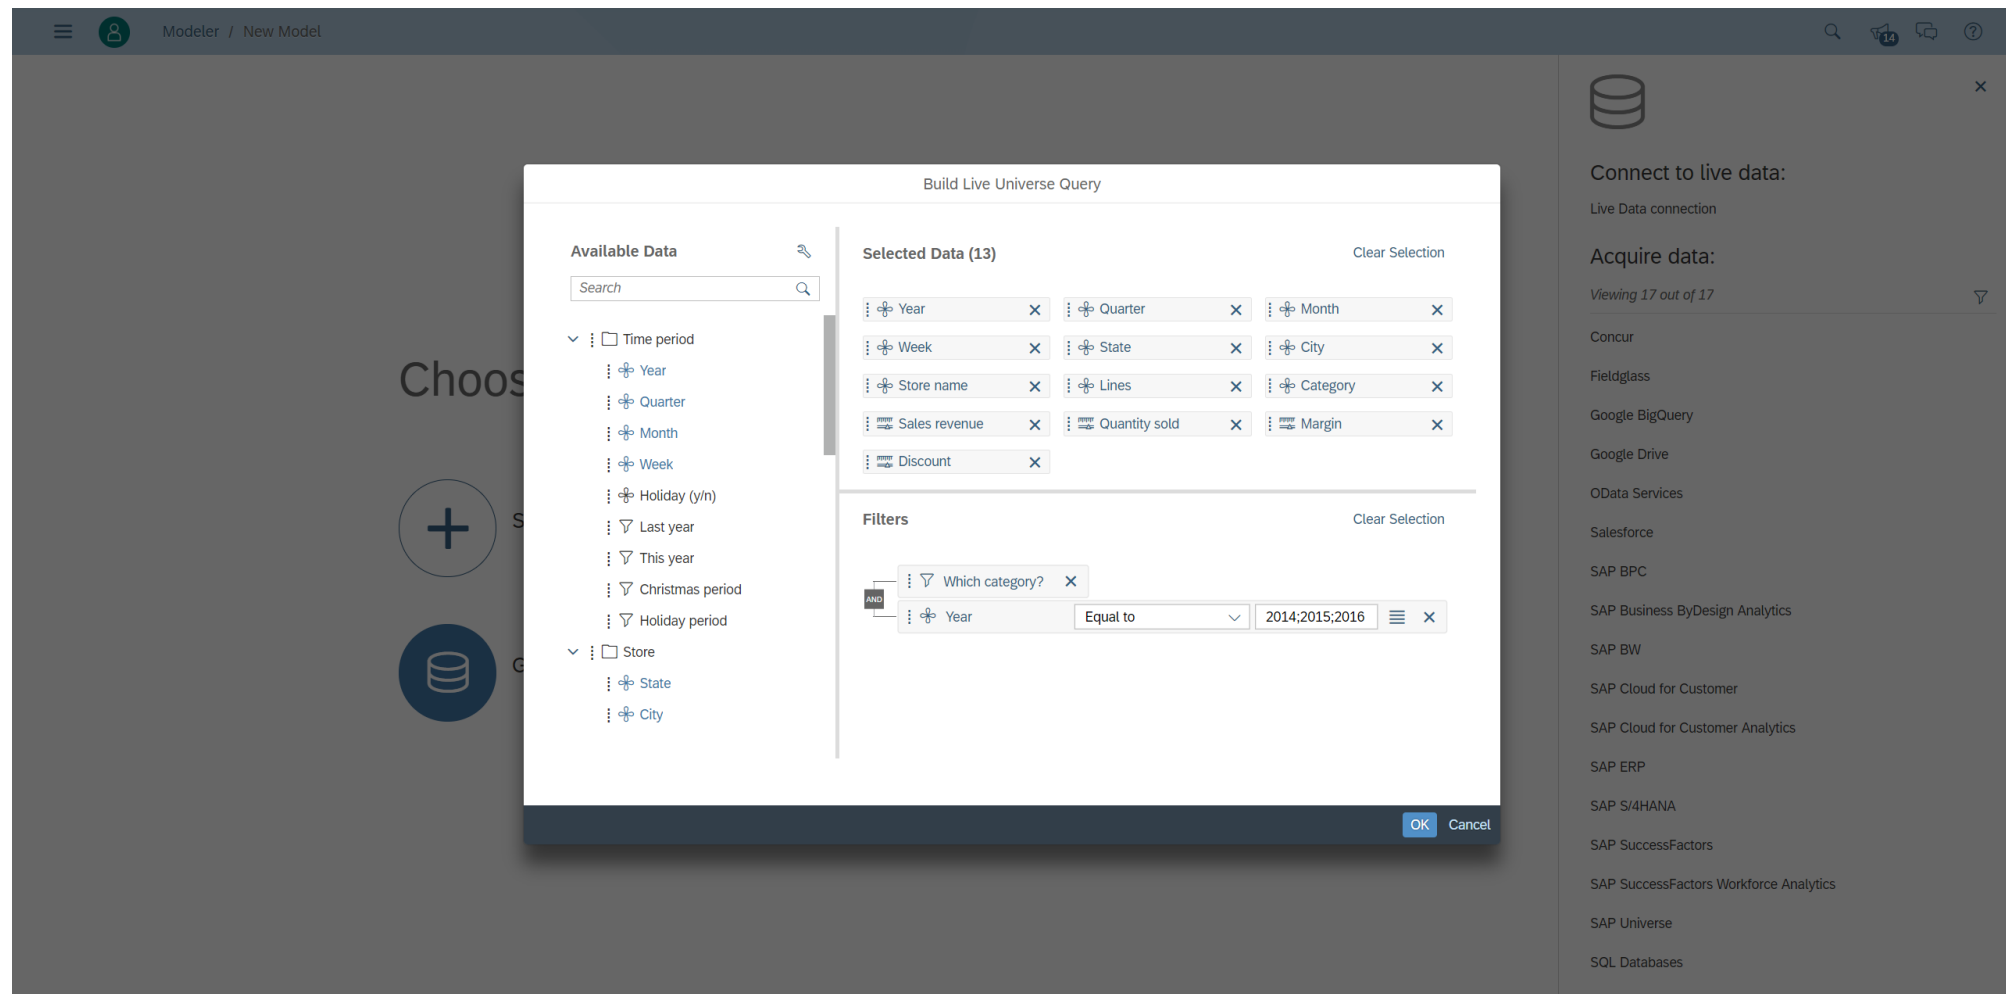 Modeler / New Model
14
Choos
S
G
Build Live Universe Query
Available Data
Search
Time period
Year
Quarter
Month
Week
Holiday (y/n)
Last year
This year
Christmas period
Holiday period
Store
State
City
Selected Data (13)
Clear Selection
Year
Quarter
Month
Week
State
City
Store name
Lines
Category
Sales revenue
Quantity sold
Margin
Discount
Filters
Clear Selection
AND
Which category?
Year
Equal to
2014;2015;2016
OK
Cancel
Connect to live data:
Live Data connection
Acquire data:
Viewing 17 out of 17
Concur
Fieldglass
Google BigQuery
Google Drive
OData Services
Salesforce
SAP BPC
SAP Business ByDesign Analytics
SAP BW
SAP Cloud for Customer
SAP Cloud for Customer Analytics
SAP ERP
SAP S/4HANA
SAP SuccessFactors
SAP SuccessFactors Workforce Analytics
SAP Universe
SQL Databases